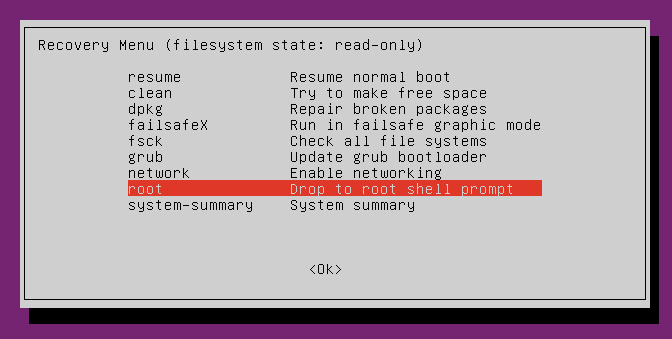 Recovery Menu (filesystem state: read-only)
resume Resume normal boot
clean Try to make free space
dpkg Repair broken packages
failsafeX Run in failsafe graphic mode
fsck Check all file systems
grub Update grub bootloader
network Enable networking
root Drop to root shell prompt
system-summary System summary
<Ok>